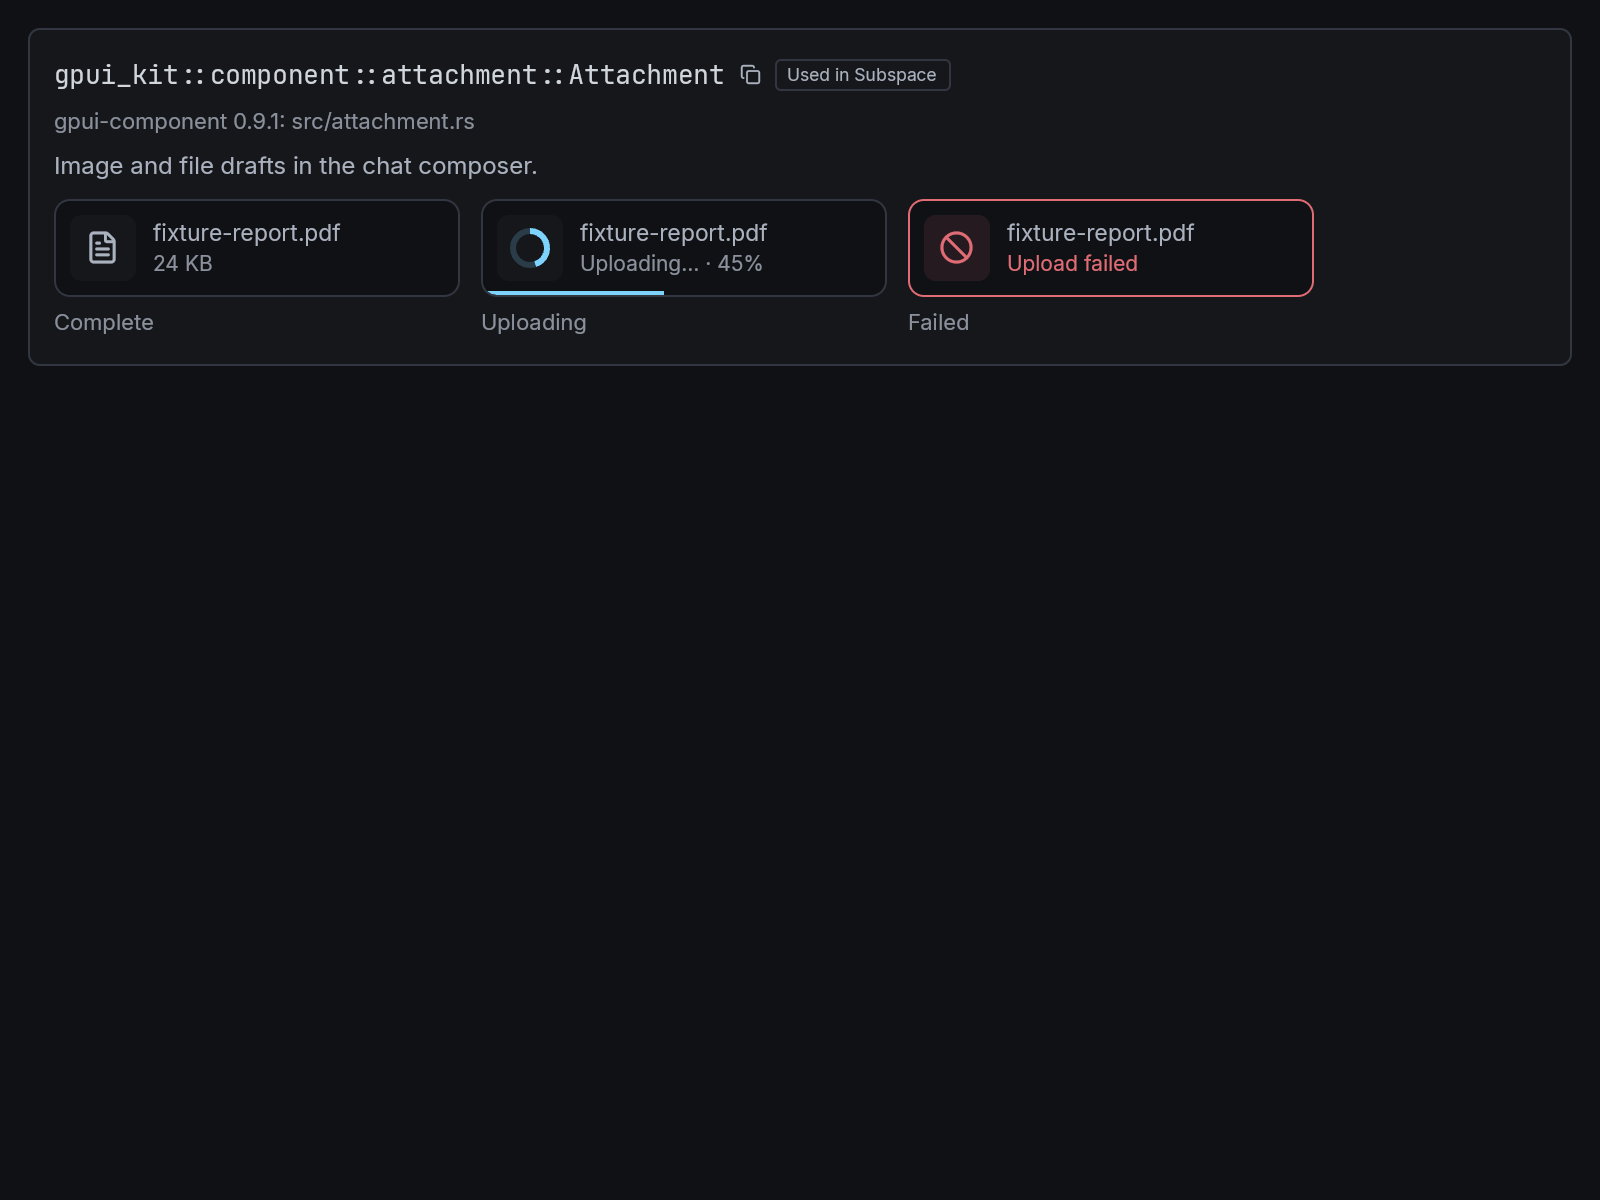 gpui_kit::component::attachment::Attachment
Used in Subspace
gpui-component 0.9.1: src/attachment.rs
Image and file drafts in the chat composer.
fixture-report.pdf
24 KB
Complete
fixture-report.pdf
Uploading... · 45%
Uploading
fixture-report.pdf
Upload failed
Failed